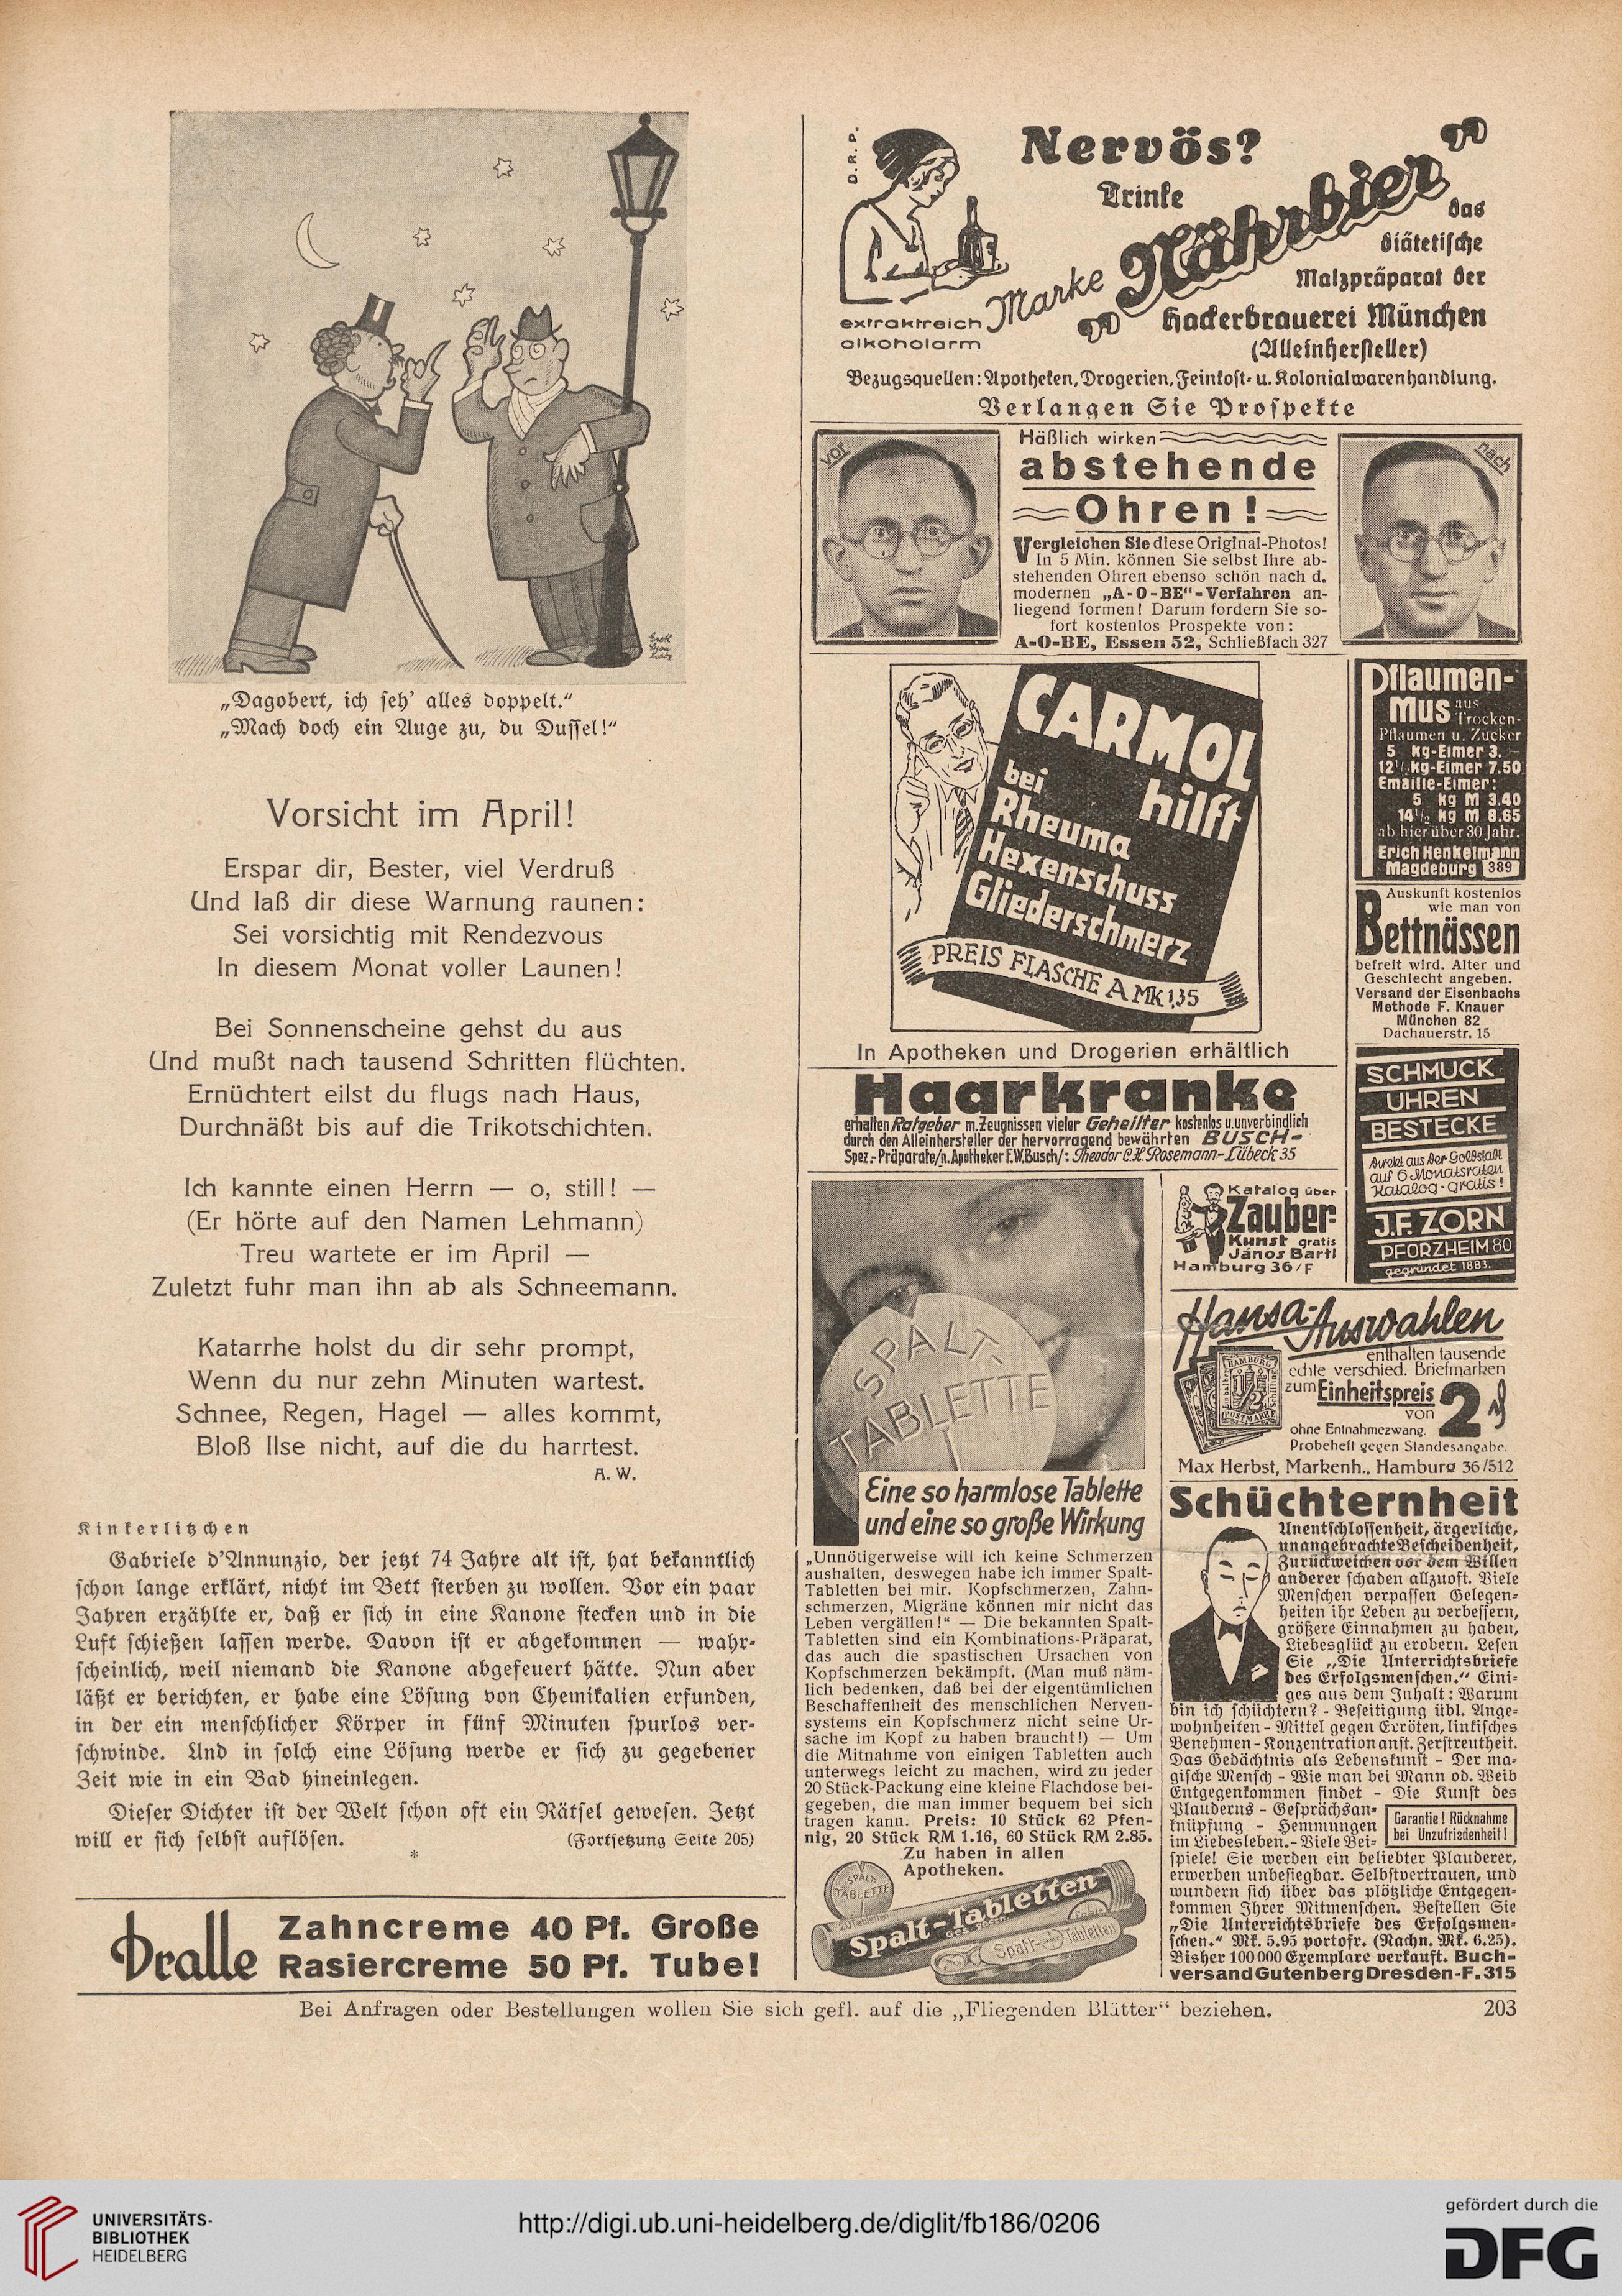 „Dagobert, ich seh’ alles doppelt.“
„Mach doch ein Auge zu, du Dussel!“
Vorsicht im April!
Erspar dir, Bester, viel Verdruß
Und laß dir diese Warnung raunen:
Sei vorsichtig mit Rendezvous
In diesem Monat voller Launen!
Bei Sonnenscheine gehst du aus
Und mußt nach tausend Schritten flüchten.
Ernüchtert eilst du flugs nach Haus,
Durchnäßt bis auf die Trikotschichten.
Ich kannte einen Herrn — o, still! —
(Er hörte auf den Namen Lehmann)
Treu wartete er im April —
Zuletzt fuhr man ihn ab als Schneemann.
Katarrhe holst du dir sehr prompt,
Wenn du nur zehn Minuten wartest.
Schnee, Regen, Hagel — alles kommt,
Bloß Ilse nicht, auf die du harrtest.
A. W.
Kinkerlitzchen
Gabriele d’Annunzio, der jetzt 74 Jahre alt ist, hat bekanntlich
schon lange erklärt, nicht im Bett sterben zu wollen. Vor ein paar
Jahren erzählte er, daß er sich in eine Kanone stecken und in die
Luft schießen lassen werde. Davon ist er abgekommen — wahr-
scheinlich, weil niemand die Kanone abgefeuert hätte. Nun aber
läßt er berichten, er habe eine Lösung von Chemikalien erfunden,
in der ein menschlicher Körper in fünf Minuten spurlos ver-
schwinde. Und in solch eine Lösung werde er sich zu gegebener
Zeit wie in ein Bad hineinlegen.
Dieser Dichter ist der Welt schon oft ein Rätsel gewesen. Jetzt
will er sich selbst auflösen. (Fortsetzung Seite 205)
*
Dralle
Zahncreme 40 Pf. Große
Rasiercreme 50 Pf. Tube!
D. R. P.
Nervös?
Trinke
Marke „Nährbier“
das
diätetische
Malzpräparat der
Hackerbrauerei München
(Alleinhersteller)
extraktreich
alkoholarm
Bezugsquellen: Apotheken, Drogerien, Feinkost- u. Kolonialwarenhandlung.
Verlangen Sie Prospekte
vor
Häßlich wirken
abstehende
Ohren!
nach
Vergleichen Sie diese Original-Photos!
In 5 Min. können Sie selbst Ihre ab-
stehenden Ohren ebenso schön nach d.
modernen „A-O-BE“-Verfahren an-
liegend formen! Darum fordern Sie so-
fort kostenlos Prospekte von:
A-O-BE, Essen 52, Schließfach 327
CARMOL
hilft
bei
Rheuma
Hexenschuss
Gliederschmerz
PREIS FLASCHE A MK 1,35
In Apotheken und Drogerien erhältlich
Pflaumen-
Mus aus
Trocken-
Pflaumen u. Zucker
5 kg-Eimer 3.–
12½ kg-Eimer 7.50
Emaille-Eimer:
5 kg M 3.40
14½ kg M 8.65
ab hier über 30 Jahr.
Erich Henkelmann
Magdeburg 389
Auskunft kostenlos
wie man von
Bettnässen
befreit wird. Alter und
Geschlecht angeben.
Versand der Eisenbachs
Methode F. Knauer
München 82
Dachauerstr. 15
Haarkranke
erhalten Ratgeber m. Zeugnissen vieler Geheilter kostenlos u. unverbindlich
durch den Alleinhersteller der hervorragend bewährten BUSCH-
Spez.-Präparate/n. Apotheker F.W. Busch/: Theodor C.H. Rosemann-Lübeck 35
SCHMUCK
UHREN
BESTECKE
direkt aus der Goldstadt
auf 6 Monatsraten
Katalog - gratis!
J.F. ZORN
PFORZHEIM 80
gegründet 1883.
Katalog über
Zauber-
Kunst gratis
János Bartl
Hamburg 36/F
Hansa-Auswahlen
enthalten tausende
echte verschied. Briefmarken
zum Einheitspreis
von 2 ₰
ohne Entnahmezwang.
Probeheft gegen Standesangabe.
Max Herbst, Markenh., Hamburg 36/512
HAMBURG
½
POSTMARKE
SPALT
TABLETTE
Eine so harmlose Tablette
und eine so große Wirkung
„Unnötigerweise will ich keine Schmerzen
aushalten, deswegen habe ich immer Spalt-
Tabletten bei mir. Kopfschmerzen, Zahn-
schmerzen, Migräne können mir nicht das
Leben vergällen!“ — Die bekannten Spalt-
Tabletten sind ein Kombinations-Präparat,
das auch die spastischen Ursachen von
Kopfschmerzen bekämpft. (Man muß näm-
lich bedenken, daß bei der eigentümlichen
Beschaffenheit des menschlichen Nerven-
systems ein Kopfschmerz nicht seine Ur-
sache im Kopf zu haben braucht!) — Um
die Mitnahme von einigen Tabletten auch
unterwegs leicht zu machen, wird zu jeder
20 Stück-Packung eine kleine Flachdose bei-
gegeben, die man immer bequem bei sich
tragen kann. Preis: 10 Stück 62 Pfen-
nig, 20 Stück RM 1.16, 60 Stück RM 2.85.
Zu haben in allen
Apotheken.
SPALT
TABLETTE
20 Tabletten
Spalt-Tabletten
Spalt-Tabletten
Schüchternheit
Unentschlossenheit, ärgerliche,
unangebrachte Bescheidenheit,
Zurückweichen vor dem Willen
anderer schaden allzuoft. Viele
Menschen verpassen Gelegen-
heiten ihr Leben zu verbessern,
größere Einnahmen zu haben,
Liebesglück zu erobern. Lesen
Sie „Die Unterrichtsbriefe
des Erfolgsmenschen.“ Eini-
ges aus dem Inhalt: Warum
bin ich schüchtern? - Beseitigung übl. Ange-
wohnheiten - Mittel gegen Erröten, linkisches
Benehmen - Konzentration anst. Zerstreutheit.
Das Gedächtnis als Lebenskunst - Der ma-
gische Mensch - Wie man bei Mann od. Weib
Entgegenkommen findet - Die Kunst des
Plauderns - Gesprächsan-
knüpfung - Hemmungen
im Liebesleben. - Viele Bei-
Garantie! Rücknahme
bei Unzufriedenheit!
spiele! Sie werden ein beliebter Plauderer,
erwerben unbesiegbar. Selbstvertrauen, und
wundern sich über das plötzliche Entgegen-
kommen Ihrer Mitmenschen. Bestellen Sie
„Die Unterrichtsbriefe des Erfolgsmen-
schen.“ Mk. 5.95 portofr. (Nachn. Mk. 6.25).
Bisher 100 000 Exemplare verkauft. Buch-
versand Gutenberg Dresden-F. 315
Bei Anfragen oder Bestellungen wollen Sie sich gefl. auf die „Fliegenden Blätter“ beziehen. 203
UNIVERSITÄTS-
BIBLIOTHEK
HEIDELBERG
http://digi.ub.uni-heidelberg.de/diglit/fb186/0206
gefördert durch die
DFG